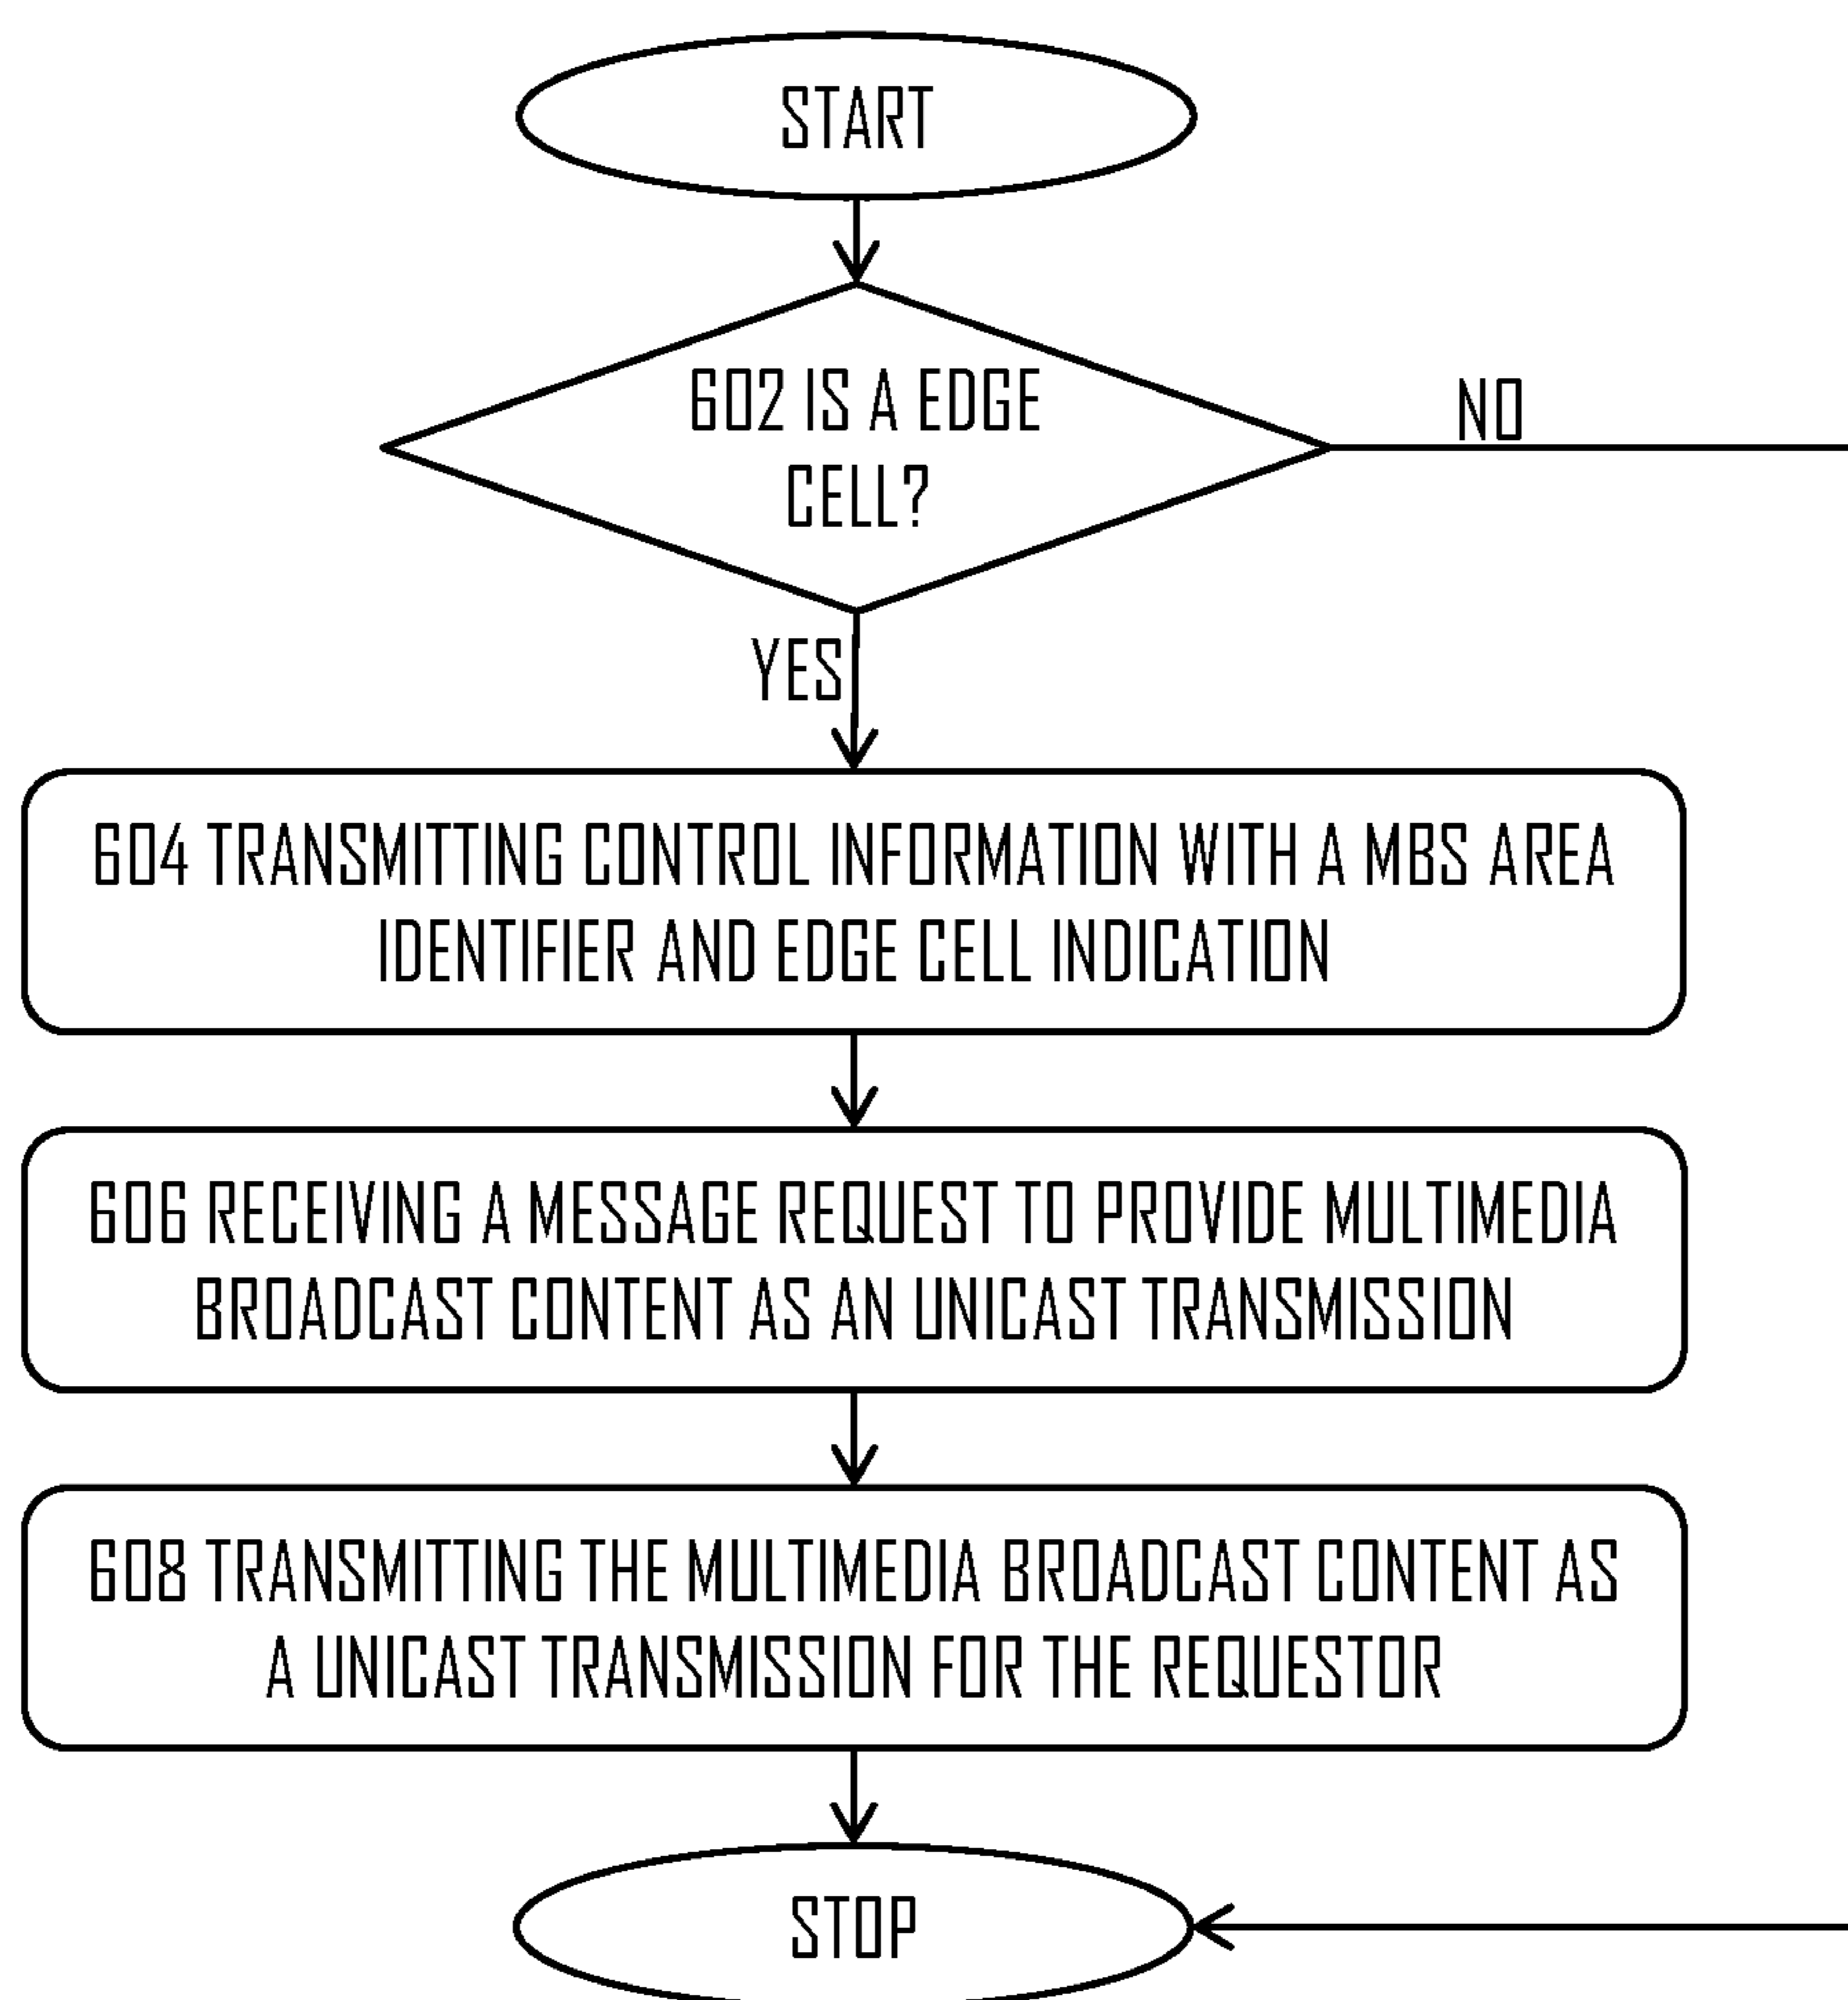 START
602 IS A EDGE
CELL?
NO
YES
604 TRANSMITTING CONTROL INFORMATION WITH A MBS AREA
IDENTIFIER AND EDGE CELL INDICATION
606 RECEIVING A MESSAGE REQUEST TO PROVIDE MULTIMEDIA
BROADCAST CONTENT AS AN UNICAST TRANSMISSION
608 TRANSMITTING THE MULTIMEDIA BROADCAST CONTENT AS
A UNICAST TRANSMISSION FOR THE REQUESTOR
STOP